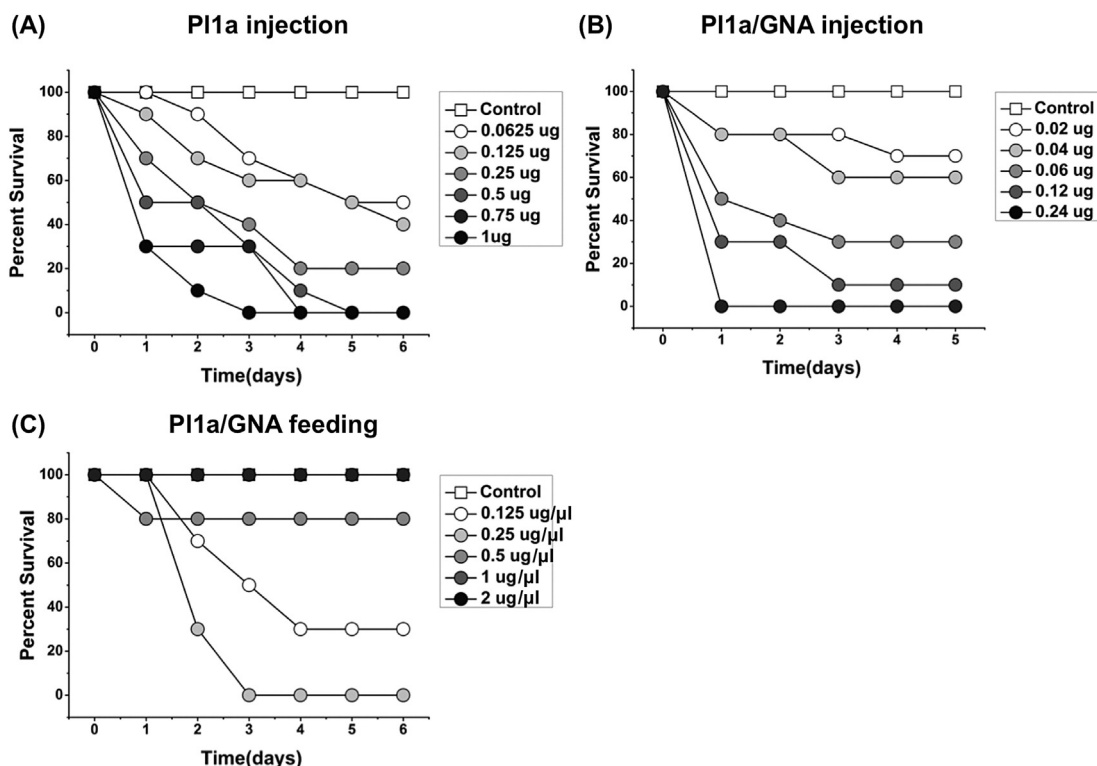 (A) Pl1a injection
Percent Survival
100
80
60
40
20
0
0 1 2 3 4 5 6
Time(days)
Control
0.0625 ug
0.125 ug
0.25 ug
0.5 ug
0.75 ug
1ug
(B) Pl1a/GNA injection
Percent Survival
100
80
60
40
20
0
0 1 2 3 4 5
Time(days)
Control
0.02 ug
0.04 ug
0.06 ug
0.12 ug
0.24 ug
(C) Pl1a/GNA feeding
Percent Survival
100
80
60
40
20
0
0 1 2 3 4 5 6
Time(days)
Control
0.125 ug/µl
0.25 ug/µl
0.5 ug/µl
1 ug/µl
2 ug/µl